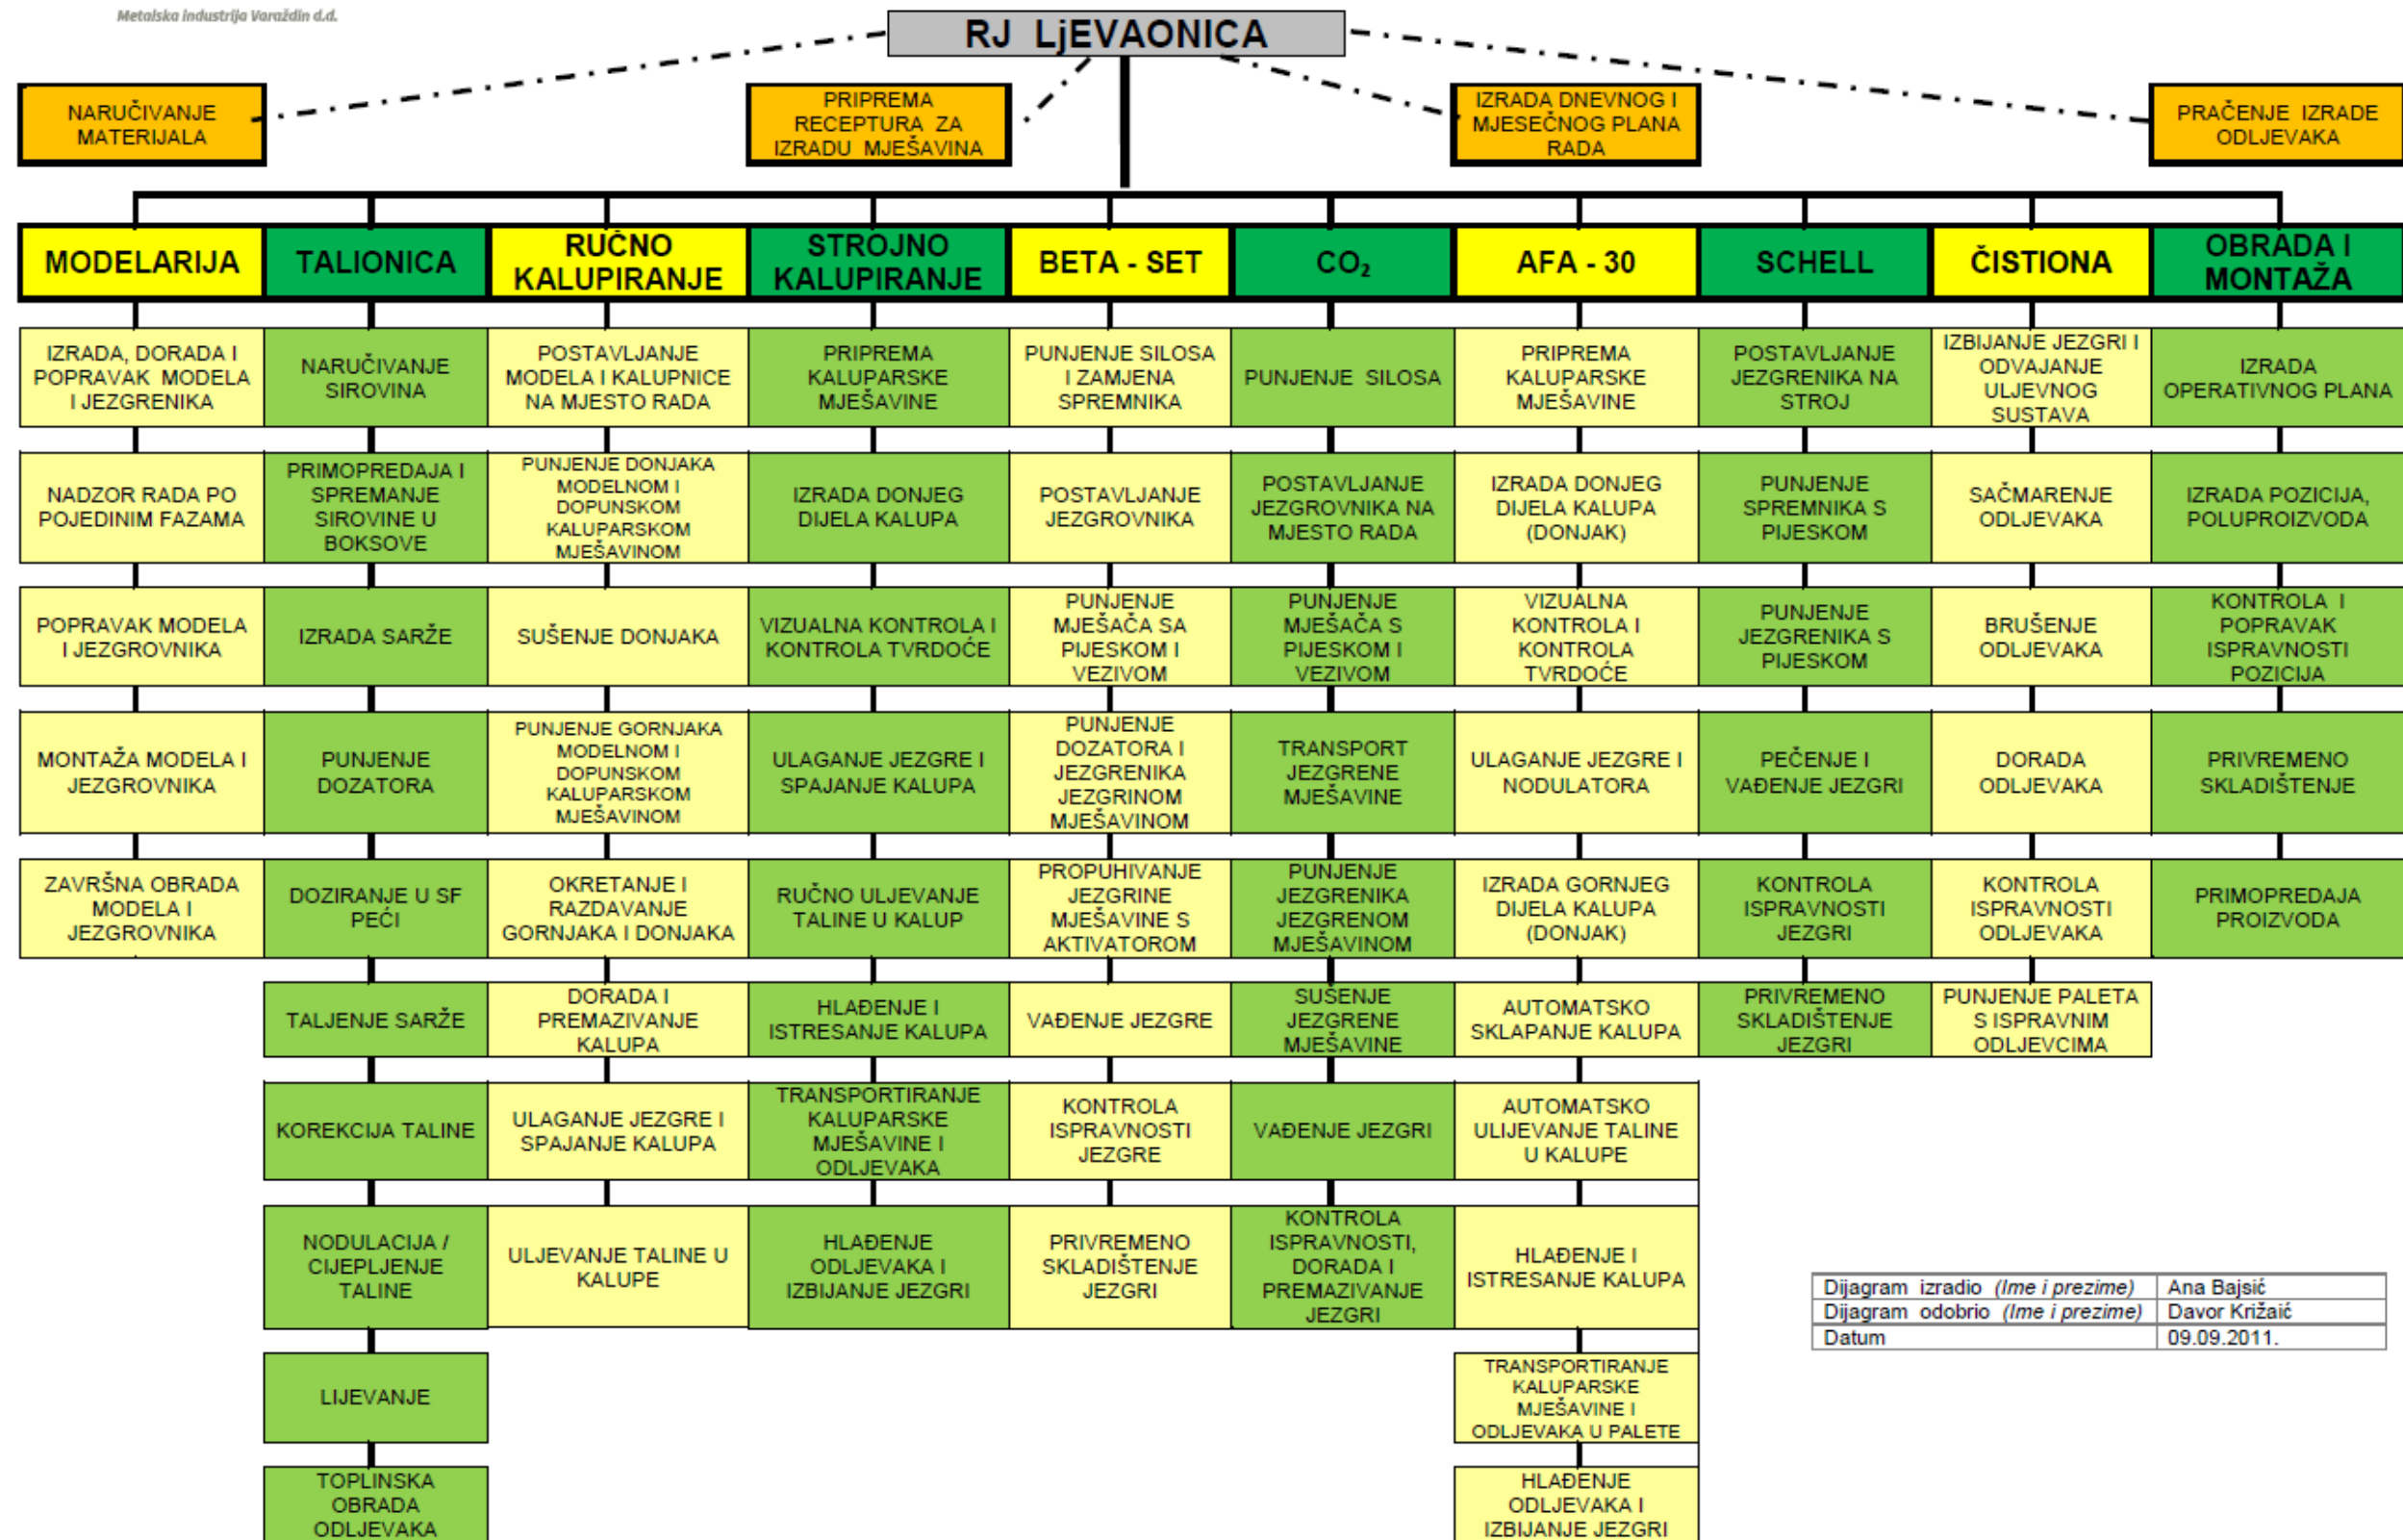 Metalska industrija Varaždin d.d.
RJ LjEVAONICA
NARUČIVANJE
MATERIJALA
PRIPREMA
RECEPTURA ZA
IZRADU MJEŠAVINA
IZRADA DNEVNOG I
MJESEČNOG PLANA
RADA
PRAČENJE IZRADE
ODLJEVAKA
MODELARIJA
TALIONICA
RUČNO
KALUPIRANJE
STROJNO
KALUPIRANJE
BETA - SET
CO₂
AFA - 30
SCHELL
ČISTIONA
OBRADA I
MONTAŽA
IZRADA, DORADA I
POPRAVAK MODELA
I JEZGRENIKA
NARUČIVANJE
SIROVINA
POSTAVLJANJE
MODELA I KALUPNICE
NA MJESTO RADA
PRIPREMA
KALUPARSKE
MJEŠAVINE
PUNJENJE SILOSA
I ZAMJENA
SPREMNIKA
PUNJENJE SILOSA
PRIPREMA
KALUPARSKE
MJEŠAVINE
POSTAVLJANJE
JEZGRENIKA NA
STROJ
IZBIJANJE JEZGRI I
ODVAJANJE
ULJEVNOG
SUSTAVA
IZRADA
OPERATIVNOG PLANA
NADZOR RADA PO
POJEDINIM FAZAMA
PRIMOPREDAJA I
SPREMANJE
SIROVINE U
BOKSOVE
PUNJENJE DONJAKA
MODELNOM I
DOPUNSKOM
KALUPARSKOM
MJEŠAVINOM
IZRADA DONJEG
DIJELA KALUPA
POSTAVLJANJE
JEZGROVNIKA
POSTAVLJANJE
JEZGROVNIKA NA
MJESTO RADA
IZRADA DONJEG
DIJELA KALUPA
(DONJAK)
PUNJENJE
SPREMNIKA S
PIJESKOM
SAČMARENJE
ODLJEVAKA
IZRADA POZICIJA,
POLUPROIZVODA
POPRAVAK MODELA
I JEZGROVNIKA
IZRADA SARŽE
SUŠENJE DONJAKA
VIZUALNA KONTROLA I
KONTROLA TVRDOĆE
PUNJENJE
MJEŠAČA SA
PIJESKOM I
VEZIVOM
PUNJENJE
MJEŠAČA S
PIJESKOM I
VEZIVOM
VIZUALNA
KONTROLA I
KONTROLA
TVRDOĆE
PUNJENJE
JEZGRENIKA S
PIJESKOM
BRUŠENJE
ODLJEVAKA
KONTROLA I
POPRAVAK
ISPRAVNOSTI
POZICIJA
MONTAŽA MODELA I
JEZGROVNIKA
PUNJENJE
DOZATORA
PUNJENJE GORNJAKA
MODELNOM I
DOPUNSKOM
KALUPARSKOM
MJEŠAVINOM
ULAGANJE JEZGRE I
SPAJANJE KALUPA
PUNJENJE
DOZATORA I
JEZGRENIKA
JEZGRINOM
MJEŠAVINOM
TRANSPORT
JEZGRENE
MJEŠAVINE
ULAGANJE JEZGRE I
NODULATORA
PEČENJE I
VAĐENJE JEZGRI
DORADA
ODLJEVAKA
PRIVREMENO
SKLADIŠTENJE
ZAVRŠNA OBRADA
MODELA I
JEZGROVNIKA
DOZIRANJE U SF
PEĆI
OKRETANJE I
RAZDAVANJE
GORNJAKA I DONJAKA
RUČNO ULJEVANJE
TALINE U KALUP
PROPUHIVANJE
JEZGRINE
MJEŠAVINE S
AKTIVATOROM
PUNJENJE
JEZGRENIKA
JEZGRENOM
MJEŠAVINOM
IZRADA GORNJEG
DIJELA KALUPA
(DONJAK)
KONTROLA
ISPRAVNOSTI
JEZGRI
KONTROLA
ISPRAVNOSTI
ODLJEVAKA
PRIMOPREDAJA
PROIZVODA
TALJENJE SARŽE
DORADA I
PREMAZIVANJE
KALUPA
HLAĐENJE I
ISTRESANJE KALUPA
VAĐENJE JEZGRE
SUŠENJE
JEZGRENE
MJEŠAVINE
AUTOMATSKO
SKLAPANJE KALUPA
PRIVREMENO
SKLADIŠTENJE
JEZGRI
PUNJENJE PALETA
S ISPRAVNIM
ODLJEVCIMA
KOREKCIJA TALINE
ULAGANJE JEZGRE I
SPAJANJE KALUPA
TRANSPORTIRANJE
KALUPARSKE
MJEŠAVINE I
ODLJEVAKA
KONTROLA
ISPRAVNOSTI
JEZGRE
VAĐENJE JEZGRI
AUTOMATSKO
ULIJEVANJE TALINE
U KALUPE
NODULACIJA /
CIJEPLJENJE
TALINE
ULJEVANJE TALINE U
KALUPE
HLAĐENJE
ODLJEVAKA I
IZBIJANJE JEZGRI
PRIVREMENO
SKLADIŠTENJE
JEZGRI
KONTROLA
ISPRAVNOSTI,
DORADA I
PREMAZIVANJE
JEZGRI
HLAĐENJE I
ISTRESANJE KALUPA
Dijagram izradio (Ime i prezime) Ana Bajsić
Dijagram odobrio (Ime i prezime) Davor Križaić
Datum 09.09.2011.
LIJEVANJE
TRANSPORTIRANJE
KALUPARSKE
MJEŠAVINE I
ODLJEVAKA U PALETE
TOPLINSKA
OBRADA
ODLJEVAKA
HLAĐENJE
ODLJEVAKA I
IZBIJANJE JEZGRI